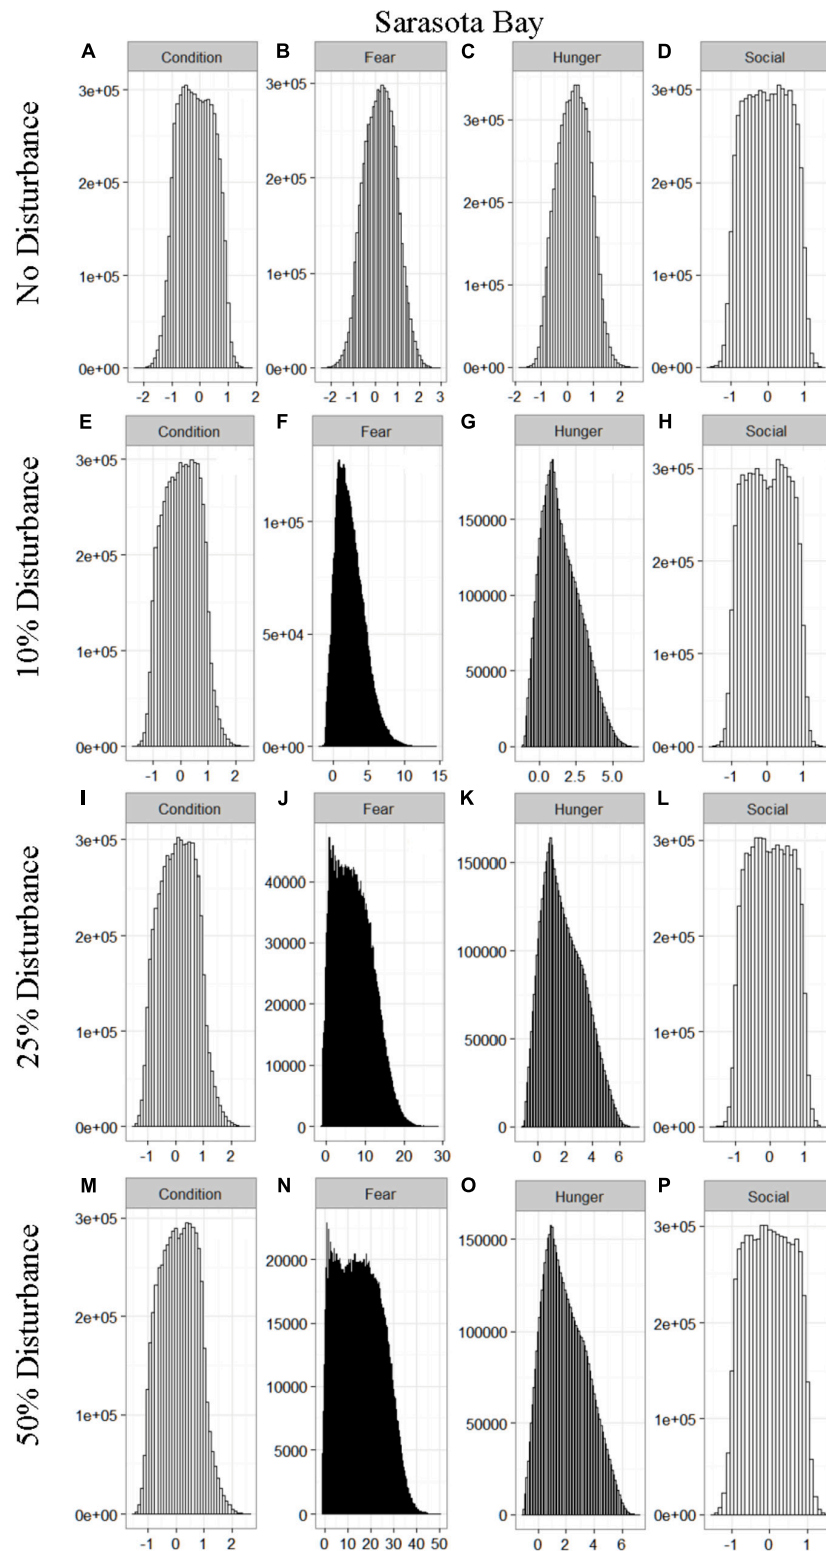 Sarasota Bay
A B C D
Condition Fear Hunger Social
No Disturbance
3e+05 3e+05 3e+05 3e+05
2e+05 2e+05 2e+05 2e+05
1e+05 1e+05 1e+05 1e+05
0e+00 0e+00 0e+00 0e+00
-2 -1 0 1 2 -2 -1 0 1 2 3 -2 -1 0 1 2 -1 0 1
E F G H
Condition Fear Hunger Social
10% Disturbance
3e+05 1e+05 150000 3e+05
2e+05 5e+04 100000 2e+05
1e+05 0e+00 50000 1e+05
0e+00 0 0e+00
-1 0 1 2 0 5 10 15 0.0 2.5 5.0 -1 0 1
I J K L
Condition Fear Hunger Social
25% Disturbance
3e+05 40000 150000 3e+05
2e+05 30000 100000 2e+05
1e+05 20000 50000 1e+05
0e+00 10000 0 0e+00
0
-1 0 1 2 0 10 20 30 0 2 4 6 -1 0 1
M N O P
Condition Fear Hunger Social
50% Disturbance
3e+05 20000 150000 3e+05
2e+05 15000 100000 2e+05
1e+05 10000 50000 1e+05
0e+00 5000 0 0e+00
0
-1 0 1 2 0 10 20 30 40 50 0 2 4 6 -1 0 1